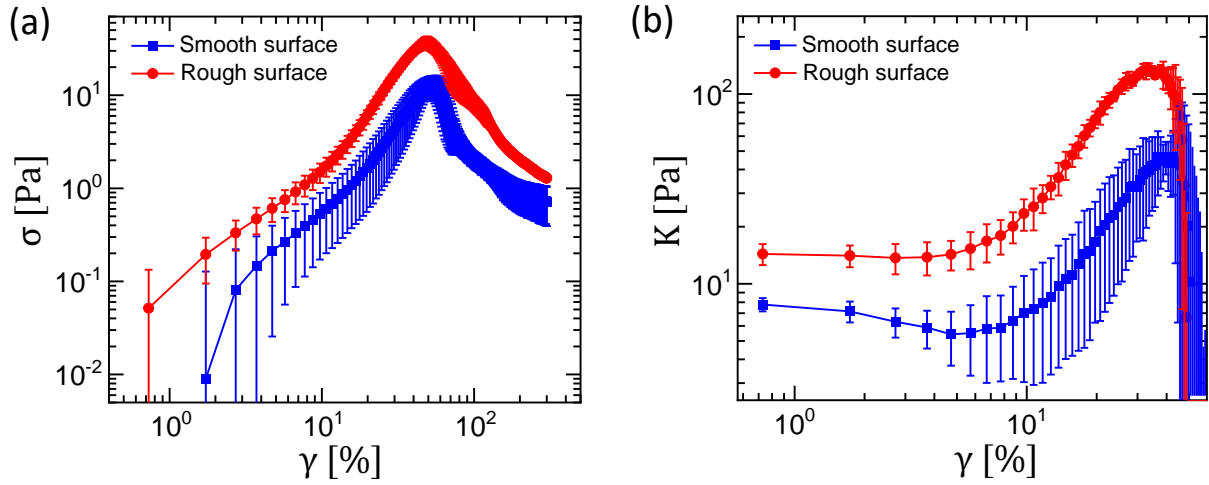 (a)
Smooth surface
Rough surface
σ [Pa]
10^1
10^0
10^-1
10^-2
10^0
10^1
10^2
γ [%]
(b)
Smooth surface
Rough surface
K [Pa]
10^2
10^1
10^0
10^1
γ [%]